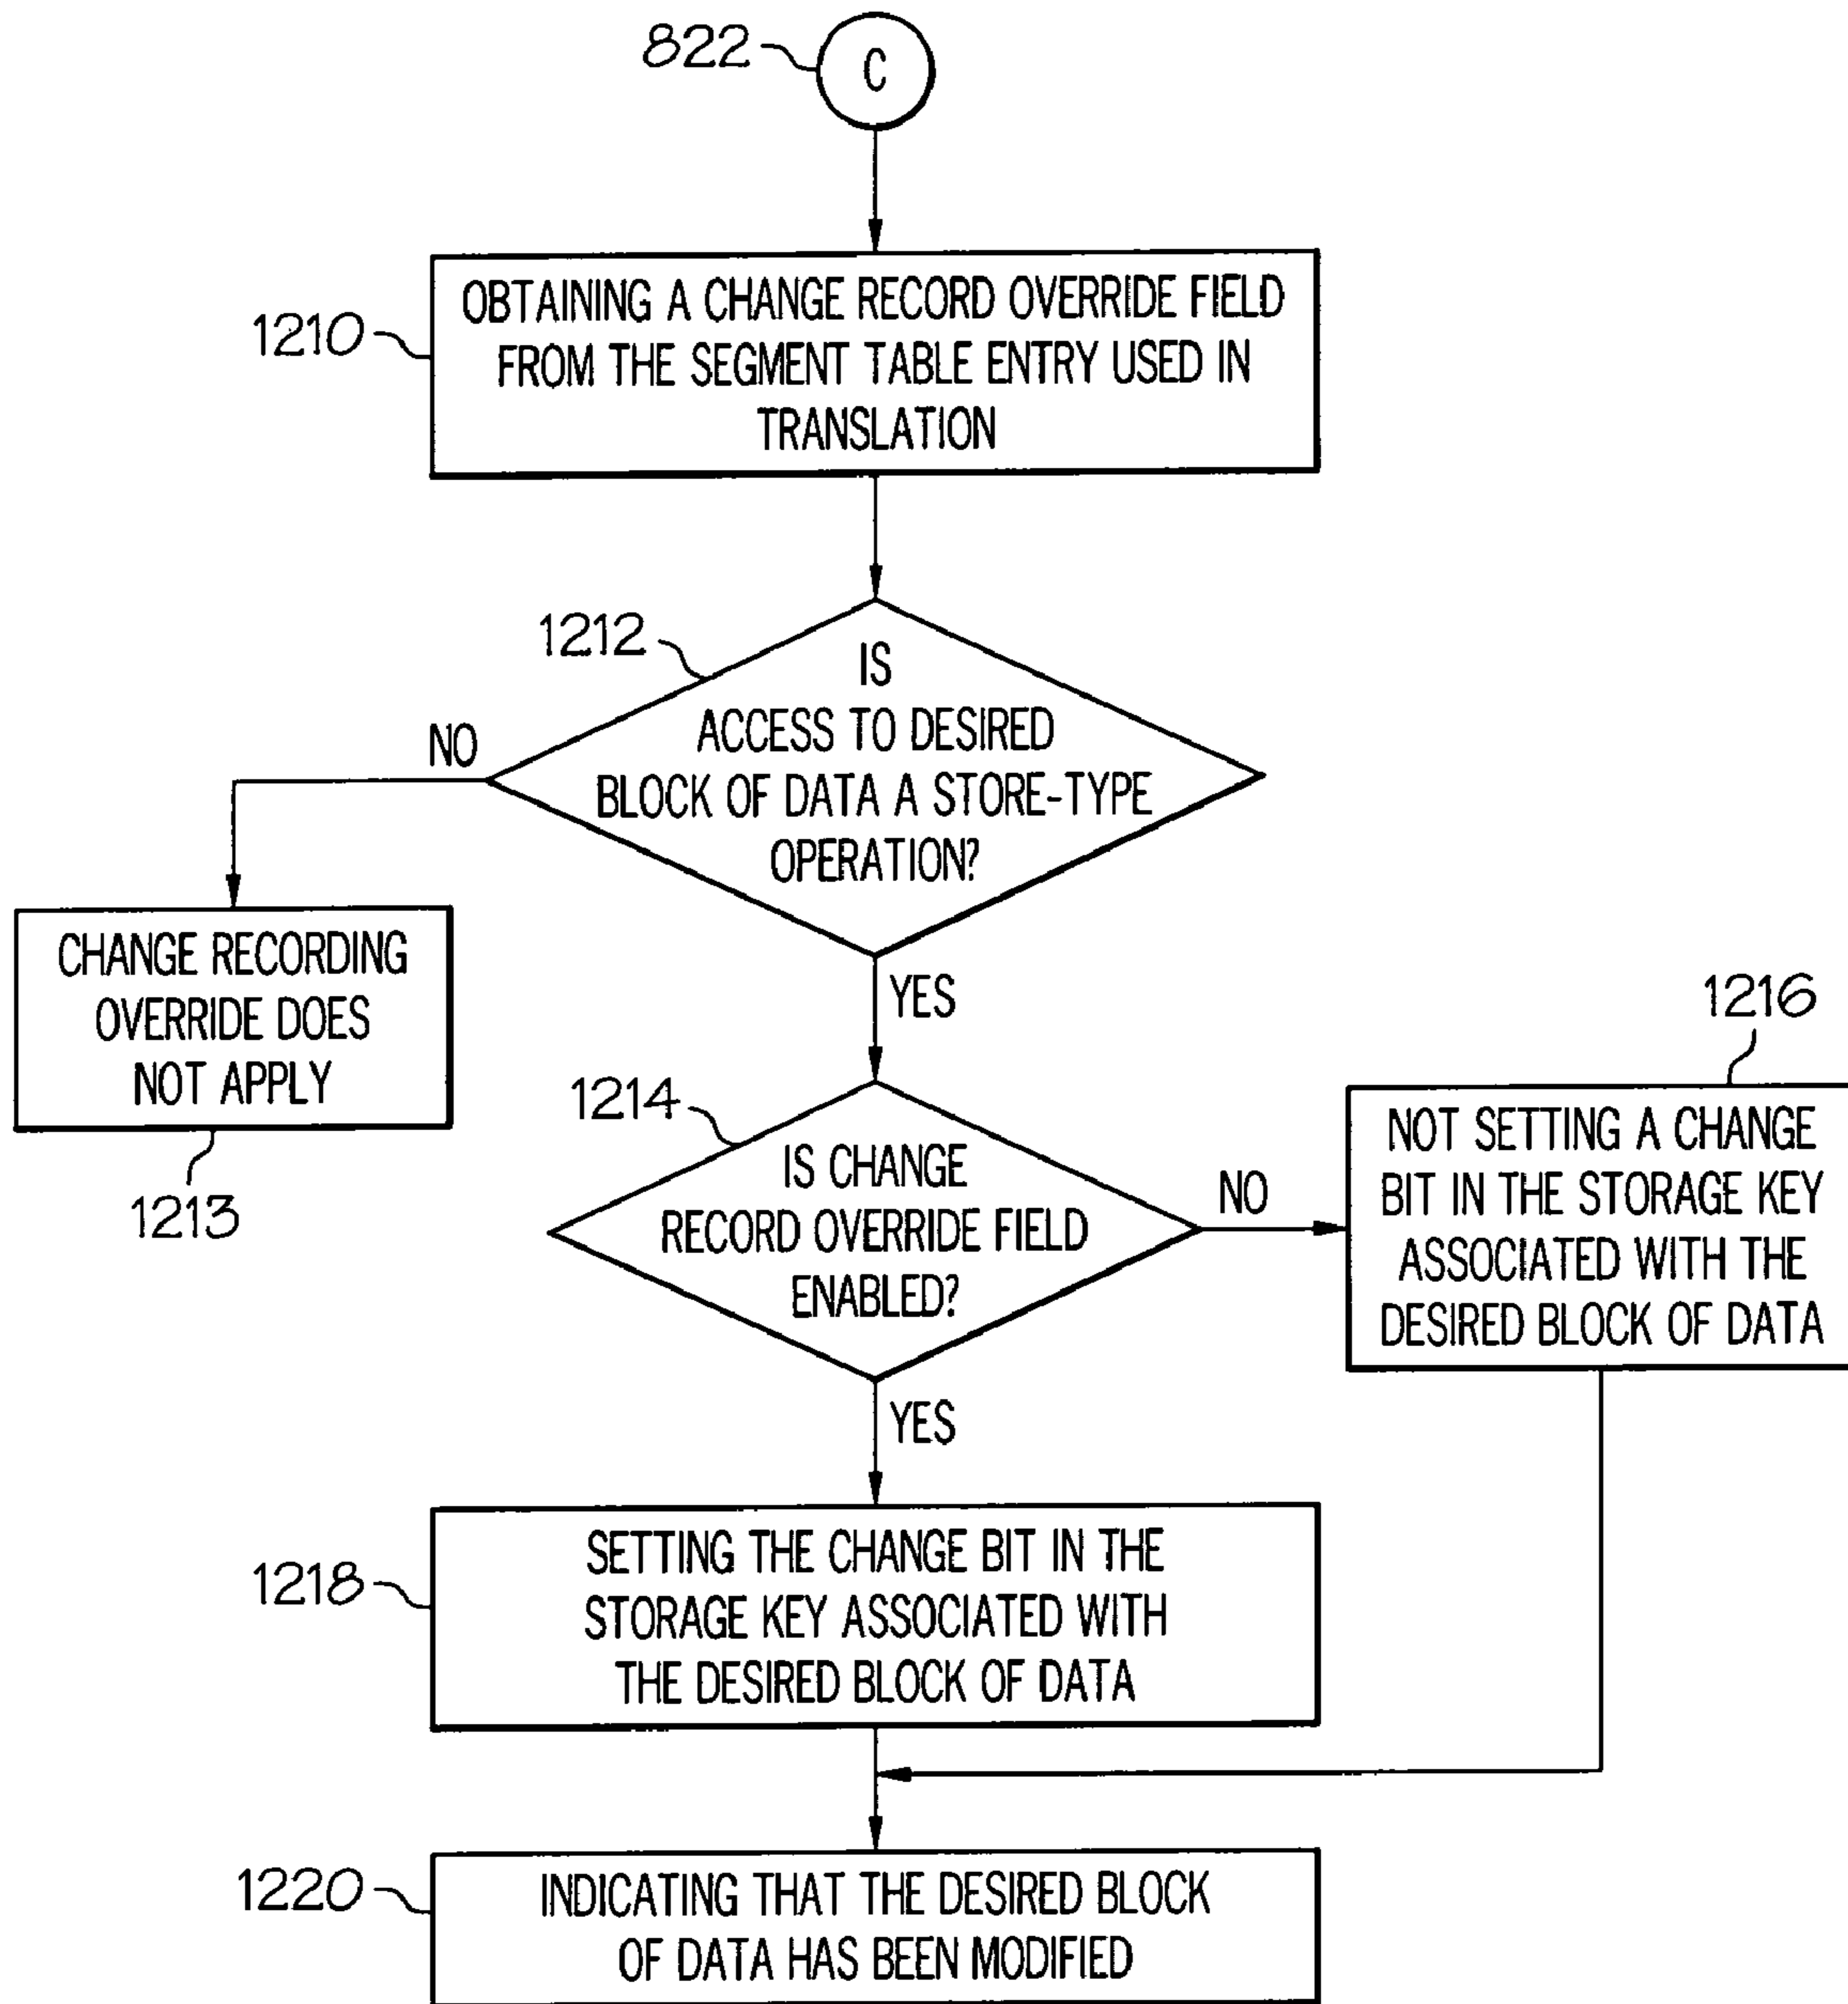 822
C
1210
OBTAINING A CHANGE RECORD OVERRIDE FIELD
FROM THE SEGMENT TABLE ENTRY USED IN
TRANSLATION
1212
IS
ACCESS TO DESIRED
BLOCK OF DATA A STORE-TYPE
OPERATION?
NO
CHANGE RECORDING
OVERRIDE DOES
NOT APPLY
1213
YES
1214
IS CHANGE
RECORD OVERRIDE FIELD
ENABLED?
NO
1216
NOT SETTING A CHANGE
BIT IN THE STORAGE KEY
ASSOCIATED WITH THE
DESIRED BLOCK OF DATA
YES
1218
SETTING THE CHANGE BIT IN THE
STORAGE KEY ASSOCIATED WITH
THE DESIRED BLOCK OF DATA
1220
INDICATING THAT THE DESIRED BLOCK
OF DATA HAS BEEN MODIFIED